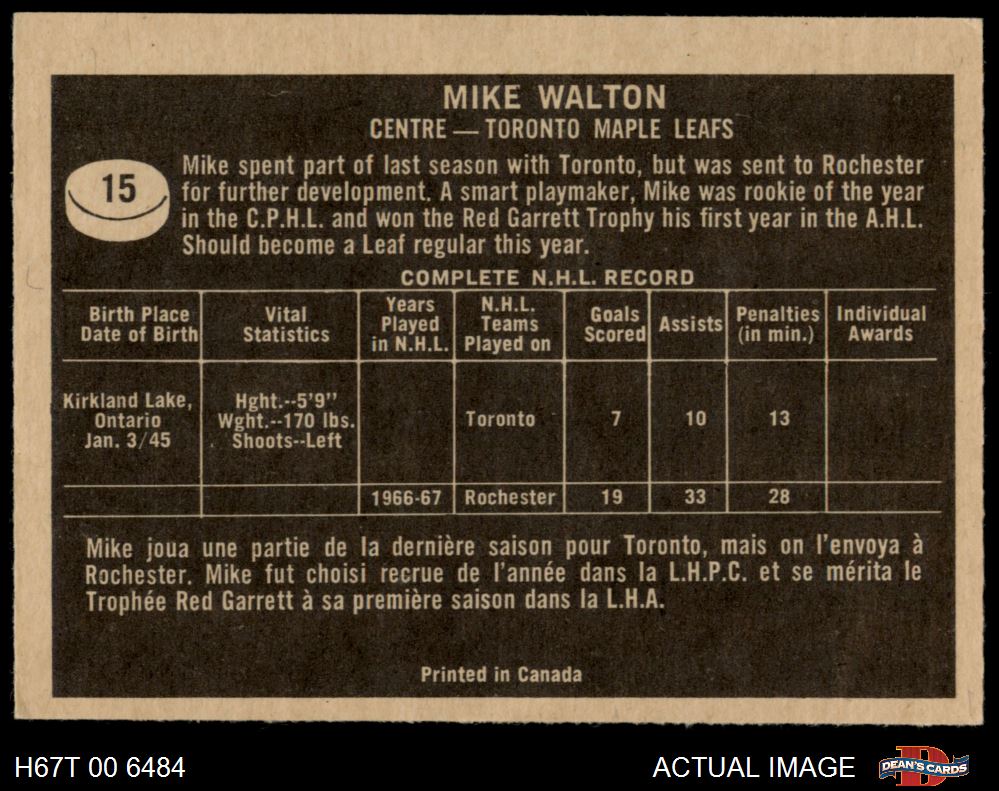 MIKE WALTON
CENTRE — TORONTO MAPLE LEAFS
15
Mike spent part of last season with Toronto, but was sent to Rochester
for further development. A smart playmaker, Mike was rookie of the year
in the C.P.H.L. and won the Red Garrett Trophy his first year in the A.H.L.
Should become a Leaf regular this year.
COMPLETE N.H.L. RECORD
Birth Place
Date of Birth
Vital
Statistics
Years
Played
in N.H.L.
N.H.L.
Teams
Played on
Goals
Scored
Assists
Penalties
(in min.)
Individual
Awards
Kirkland Lake,
Ontario
Jan. 3/45
Hght.--5'9"
Wght.--170 lbs.
Shoots--Left
Toronto
7
10
13
1966-67
Rochester
19
33
28
Mike joua une partie de la dernière saison pour Toronto, mais on l'envoya à
Rochester. Mike fut choisi recrue de l'année dans la L.H.P.C. et se mérita le
Trophée Red Garrett à sa première saison dans la L.H.A.
Printed in Canada
H67T 00 6484
ACTUAL IMAGE
D
DEAN'S CARDS